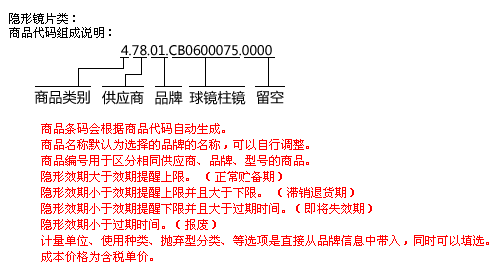 隐形镜片类：
商品代码组成说明：
4.78.01.CB0600075.0000
商品类别 供应商 品牌 球镜柱镜 留空
商品条码会根据商品代码自动生成。
商品名称默认为选择的品牌的名称，可以自行调整。
商品编号用于区分相同供应商、品牌、型号的商品。
隐形效期大于效期提醒上限。（正常贮备期）
隐形效期小于效期提醒上限并且大于下限。（滞销退货期）
隐形效期小于效期提醒下限并且大于过期时间。（即将失效期）
隐形效期小于过期时间。（报废）
计量单位、使用种类、抛弃型分类、等选项是直接从品牌信息中带入，同时可以填选。
成本价格为含税单价。